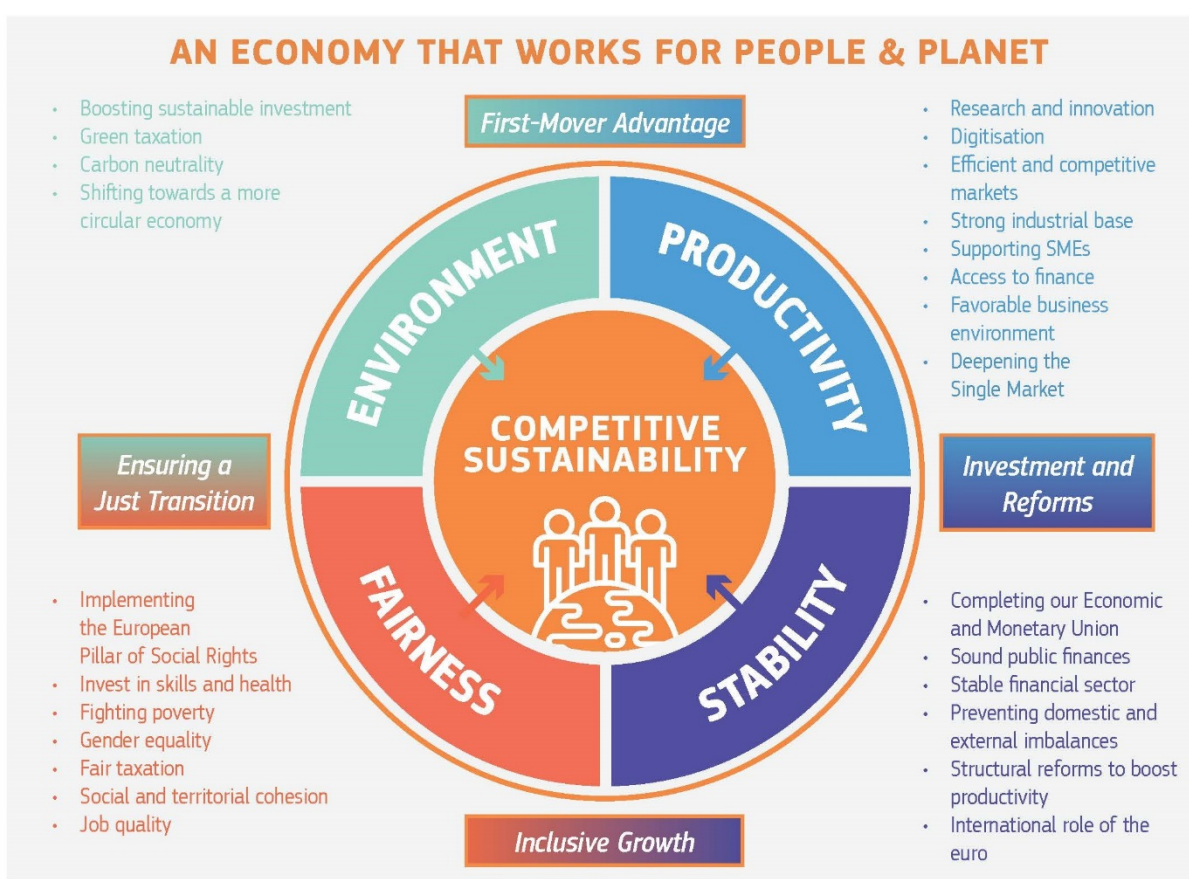 AN ECONOMY THAT WORKS FOR PEOPLE & PLANET
• Boosting sustainable investment
• Green taxation
• Carbon neutrality
• Shifting towards a more
circular economy
First-Mover Advantage
• Research and innovation
• Digitisation
• Efficient and competitive
markets
• Strong industrial base
• Supporting SMEs
• Access to finance
• Favorable business
environment
• Deepening the
Single Market
ENVIRONMENT
PRODUCTIVITY
COMPETITIVE
SUSTAINABILITY
Ensuring a
Just Transition
Investment and
Reforms
FAIRNESS
STABILITY
• Implementing
the European
Pillar of Social Rights
• Invest in skills and health
• Fighting poverty
• Gender equality
• Fair taxation
• Social and territorial cohesion
• Job quality
• Completing our Economic
and Monetary Union
• Sound public finances
• Stable financial sector
• Preventing domestic and
external imbalances
• Structural reforms to boost
productivity
• International role of the
euro
Inclusive Growth